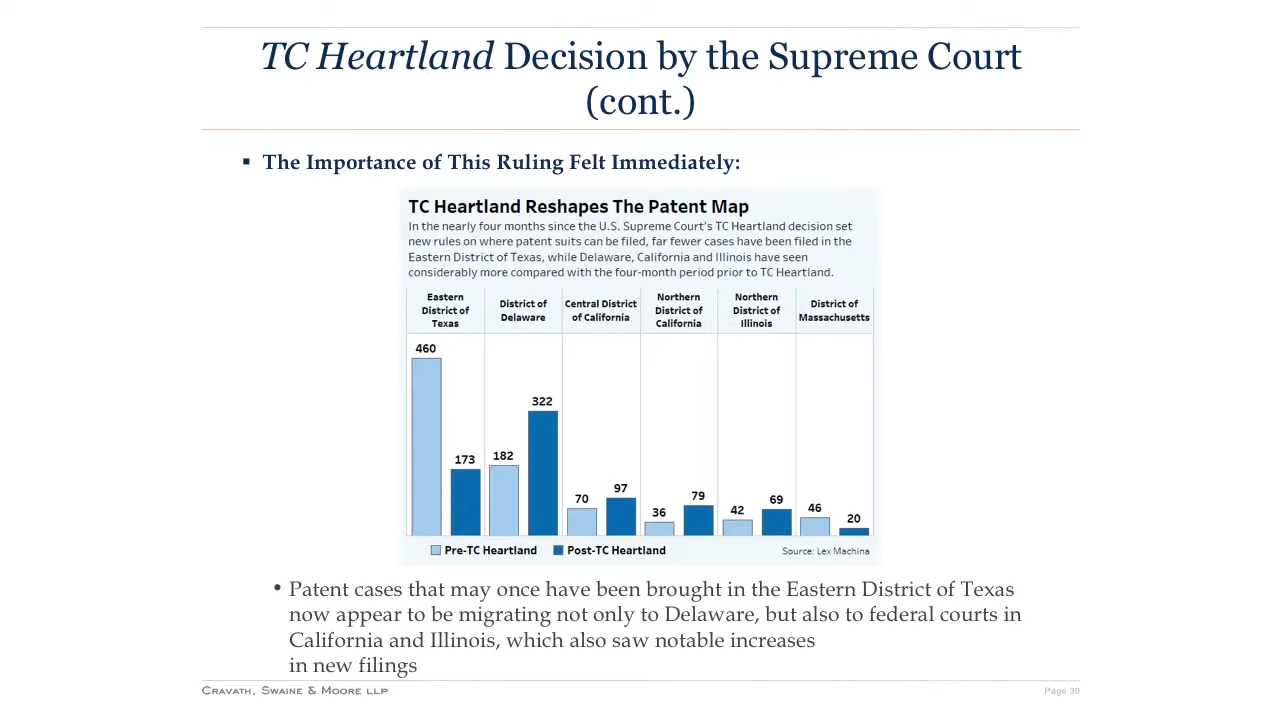 TC Heartland Decision by the Supreme Court
(cont.)
▪ The Importance of This Ruling Felt Immediately:
TC Heartland Reshapes The Patent Map
In the nearly four months since the U.S. Supreme Court's TC Heartland decision set
new rules on where patent suits can be filed, far fewer cases have been filed in the
Eastern District of Texas, while Delaware, California and Illinois have seen
considerably more compared with the four-month period prior to TC Heartland.
Eastern
District of
Texas
District of
Delaware
Central District
of California
Northern
District of
California
Northern
District of
Illinois
District of
Massachusetts
460
173
182
322
70
97
36
79
42
69
46
20
Pre-TC Heartland
Post-TC Heartland
Source: Lex Machina
• Patent cases that may once have been brought in the Eastern District of Texas
now appear to be migrating not only to Delaware, but also to federal courts in
California and Illinois, which also saw notable increases
in new filings
Cravath, Swaine & Moore LLP
Page 39